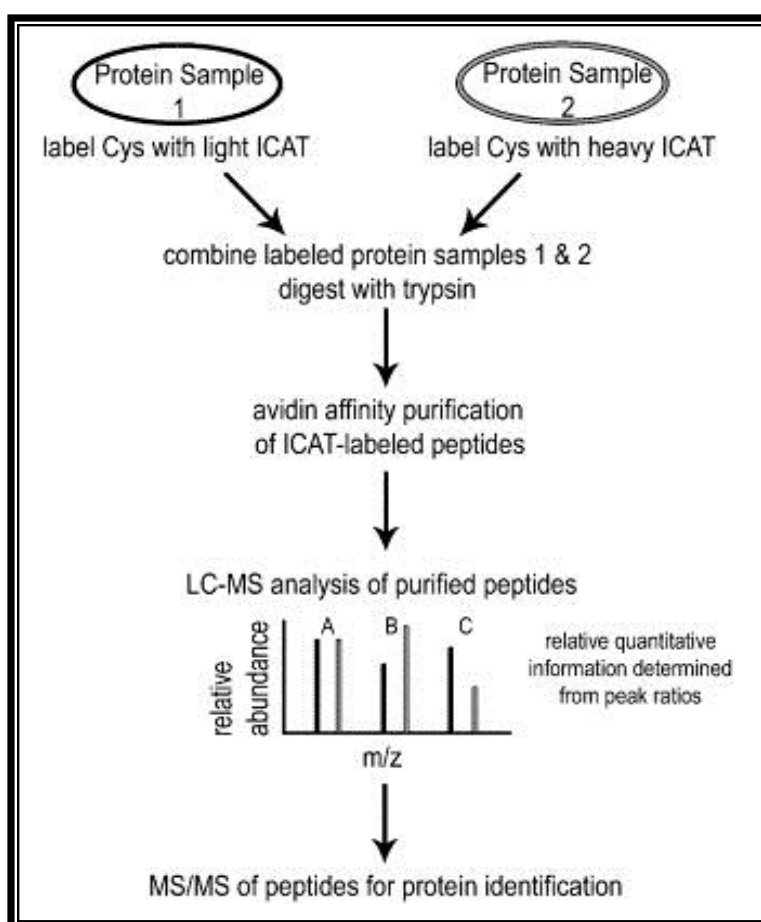 Protein Sample
1
Protein Sample
2
label Cys with light ICAT
label Cys with heavy ICAT
combine labeled protein samples 1 & 2
digest with trypsin
avidin affinity purification
of ICAT-labeled peptides
LC-MS analysis of purified peptides
relative
abundance
A
B
C
m/z
relative quantitative
information determined
from peak ratios
MS/MS of peptides for protein identification